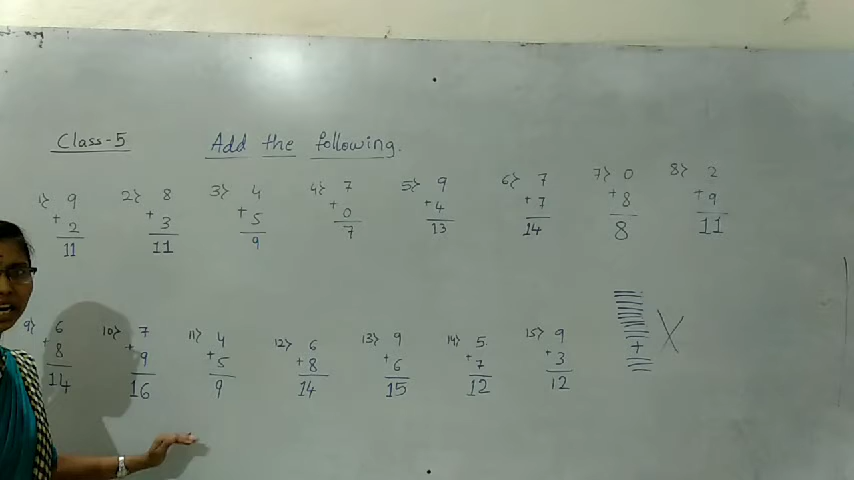 Class-5 Add the following.
1> 9 2> 8 3> 4 4> 7 5> 9 6> 7 7> 0 8> 2
+2 +3 +5 +0 +4 +7 +8 +9
11 11 9 7 13 14 8 11
9> 6 10> 7 11> 4 12> 6 13> 9 14> 5 15> 9
+8 +9 +5 +8 +6 +7 +3 +
14 16 9 14 15 12 12